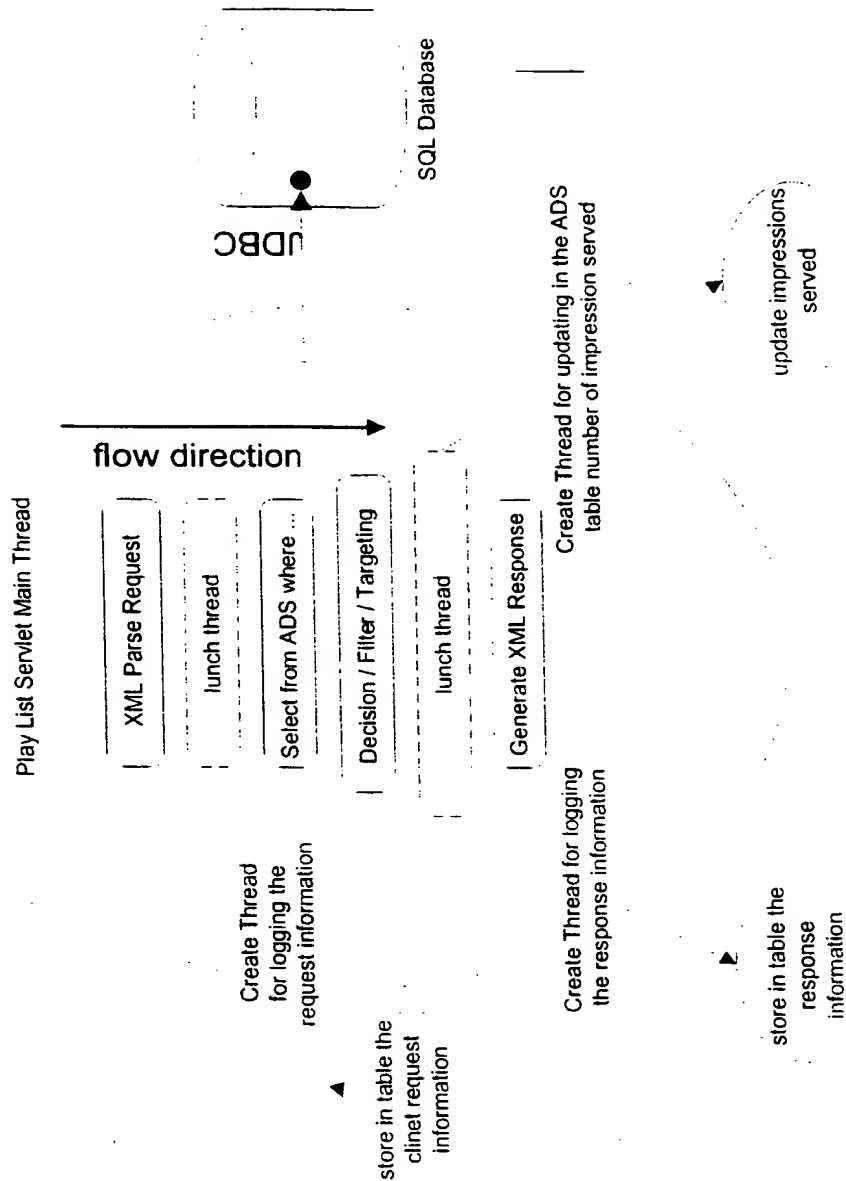 Play List Servlet Main Thread
flow direction
XML Parse Request
lunch thread
Select from ADS where ...
Decision / Filter / Targeting
lunch thread
Generate XML Response
JDBC
SQL Database
Create Thread
for logging the
request information
store in table the
clinet request
information
Create Thread for logging
the response information
store in table the
response
information
Create Thread for updating in the ADS
table number of impression served
update impressions
served